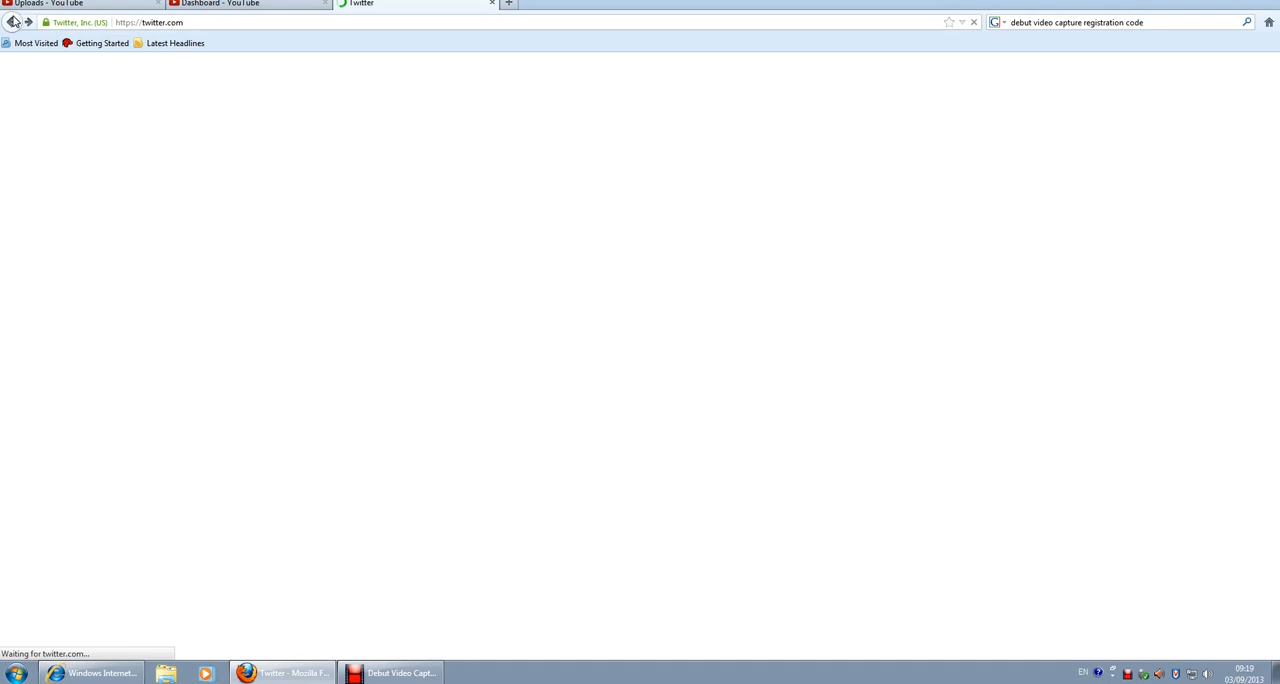 Uploads - YouTube
Dashboard - YouTube
Twitter
Twitter, Inc. (US)
https://twitter.com
debut video capture registration code
Most Visited
Getting Started
Latest Headlines
Waiting for twitter.com...
Windows Internet...
Twitter - Mozilla F...
Debut Video Capt...
EN
09:19
03/09/2013